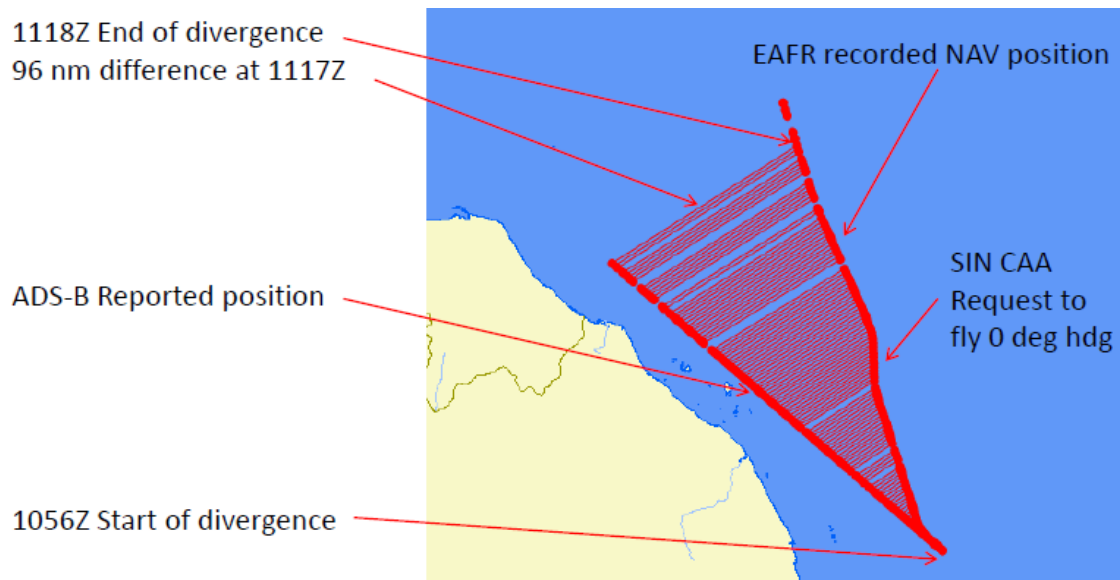 1118Z End of divergence
96 nm difference at 1117Z
EAFR recorded NAV position
SIN CAA
Request to
fly 0 deg hdg
ADS-B Reported position
1056Z Start of divergence